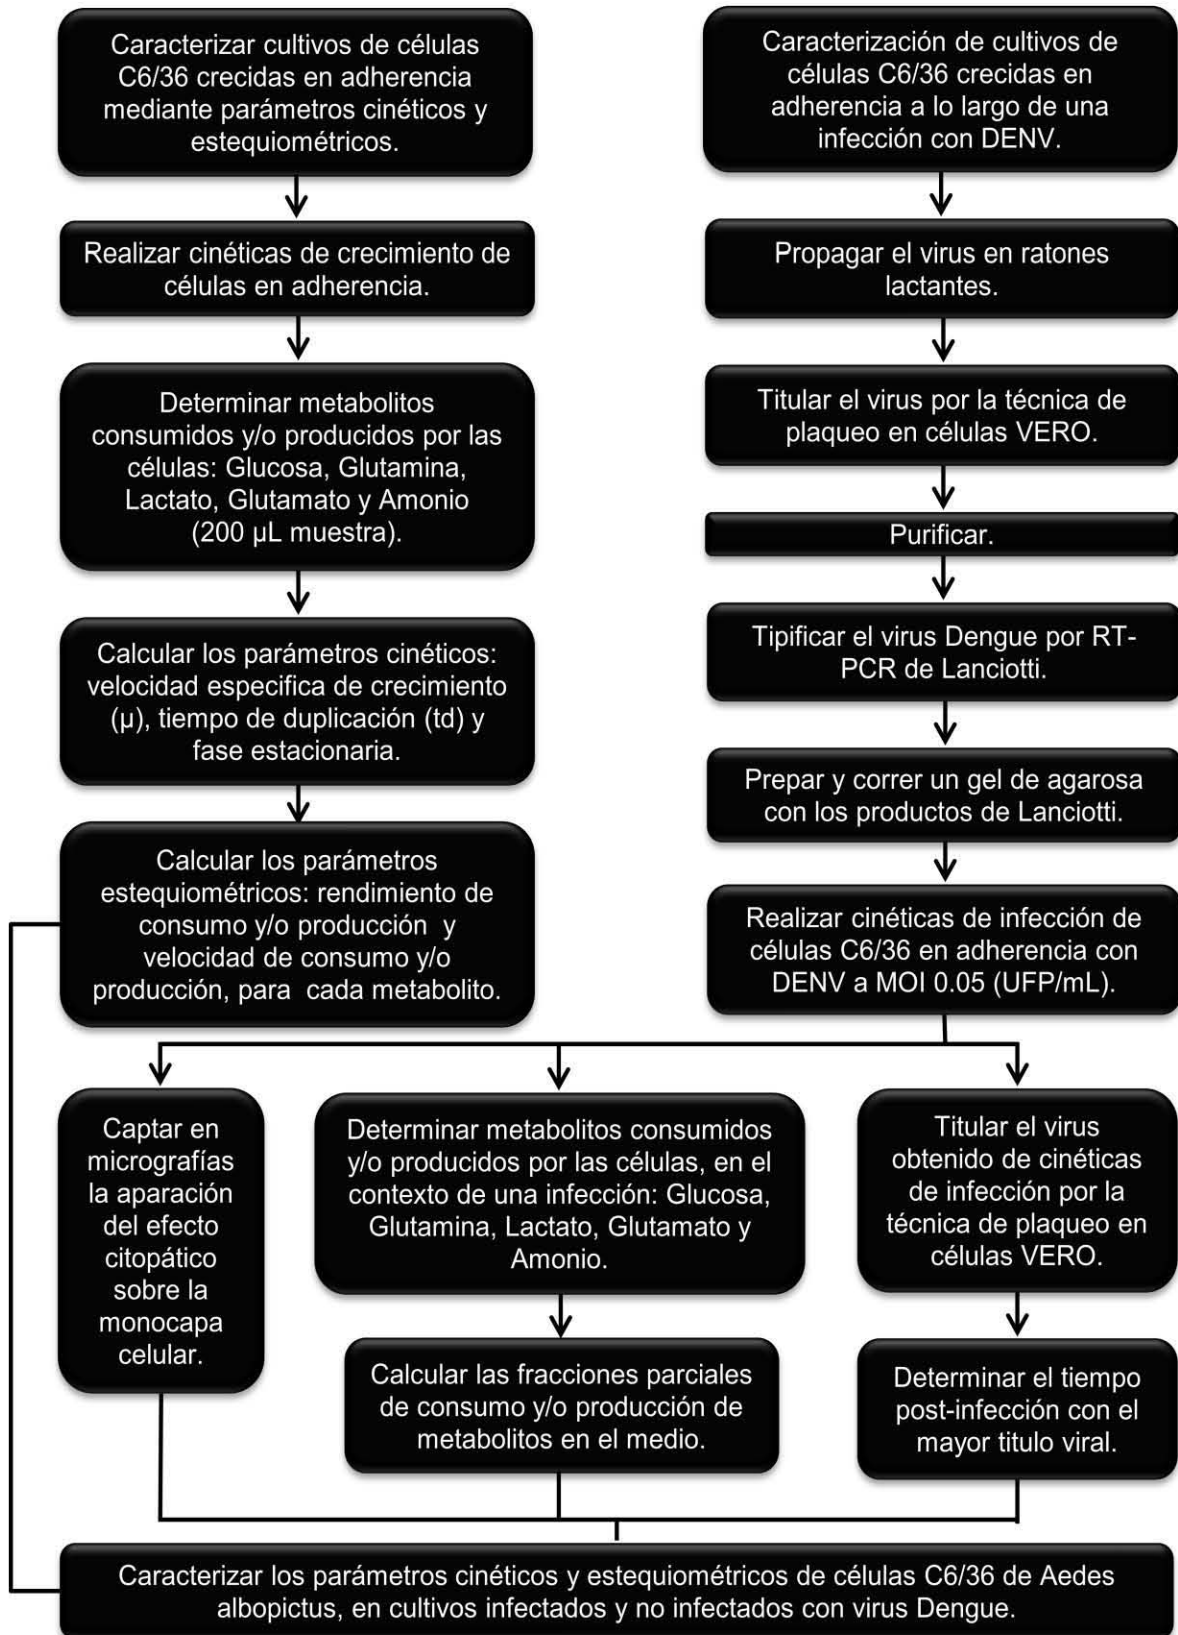 Caracterizar cultivos de células
C6/36 crecidas en adherencia
mediante parámetros cinéticos y
estequiométricos.
Realizar cinéticas de crecimiento de
células en adherencia.
Determinar metabolitos
consumidos y/o producidos por las
células: Glucosa, Glutamina,
Lactato, Glutamato y Amonio
(200 µL muestra).
Calcular los parámetros cinéticos:
velocidad especifica de crecimiento
(µ), tiempo de duplicación (td) y
fase estacionaria.
Calcular los parámetros
estequiométricos: rendimiento de
consumo y/o producción y
velocidad de consumo y/o
producción, para cada metabolito.
Caracterización de cultivos de
células C6/36 crecidas en
adherencia a lo largo de una
infección con DENV.
Propagar el virus en ratones
lactantes.
Titular el virus por la técnica de
plaqueo en células VERO.
Purificar.
Tipificar el virus Dengue por RT-
PCR de Lanciotti.
Prepar y correr un gel de agarosa
con los productos de Lanciotti.
Realizar cinéticas de infección de
células C6/36 en adherencia con
DENV a MOI 0.05 (UFP/mL).
Captar en
micrografías
la aparación
del efecto
citopático
sobre la
monocapa
celular.
Determinar metabolitos consumidos
y/o producidos por las células, en el
contexto de una infección: Glucosa,
Glutamina, Lactato, Glutamato y
Amonio.
Calcular las fracciones parciales
de consumo y/o producción de
metabolitos en el medio.
Titular el virus
obtenido de cinéticas
de infección por la
técnica de plaqueo en
células VERO.
Determinar el tiempo
post-infección con el
mayor titulo viral.
Caracterizar los parámetros cinéticos y estequiométricos de células C6/36 de Aedes
albopictus, en cultivos infectados y no infectados con virus Dengue.